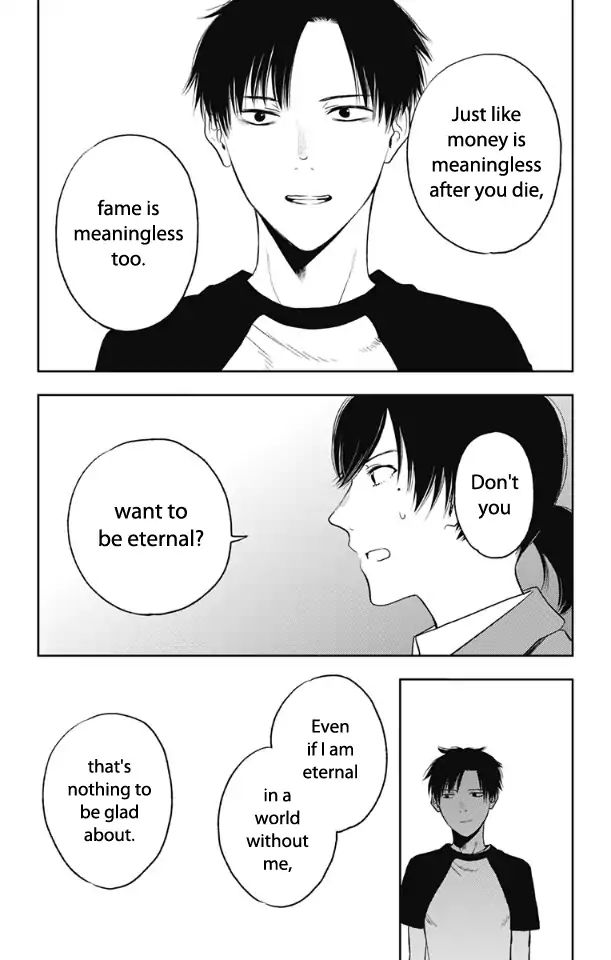 Just like
money is
meaningless
after you die,
fame is
meaningless
too.
Don't
you
want to
be eternal?
Even
if I am
eternal
in a
world
without
me,
that's
nothing to
be glad
about.